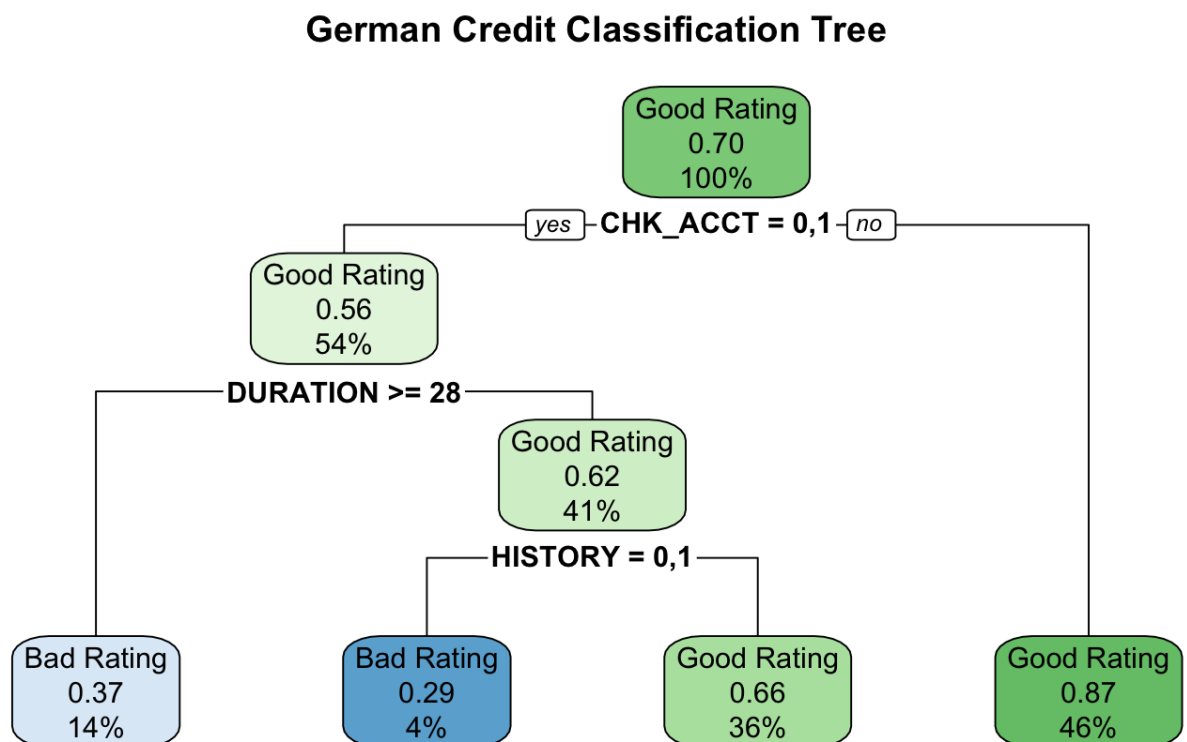 German Credit Classification Tree
Good Rating
0.70
100%
yes
CHK_ACCT = 0,1
no
Good Rating
0.56
54%
DURATION >= 28
Good Rating
0.62
41%
HISTORY = 0,1
Bad Rating
0.37
14%
Bad Rating
0.29
4%
Good Rating
0.66
36%
Good Rating
0.87
46%